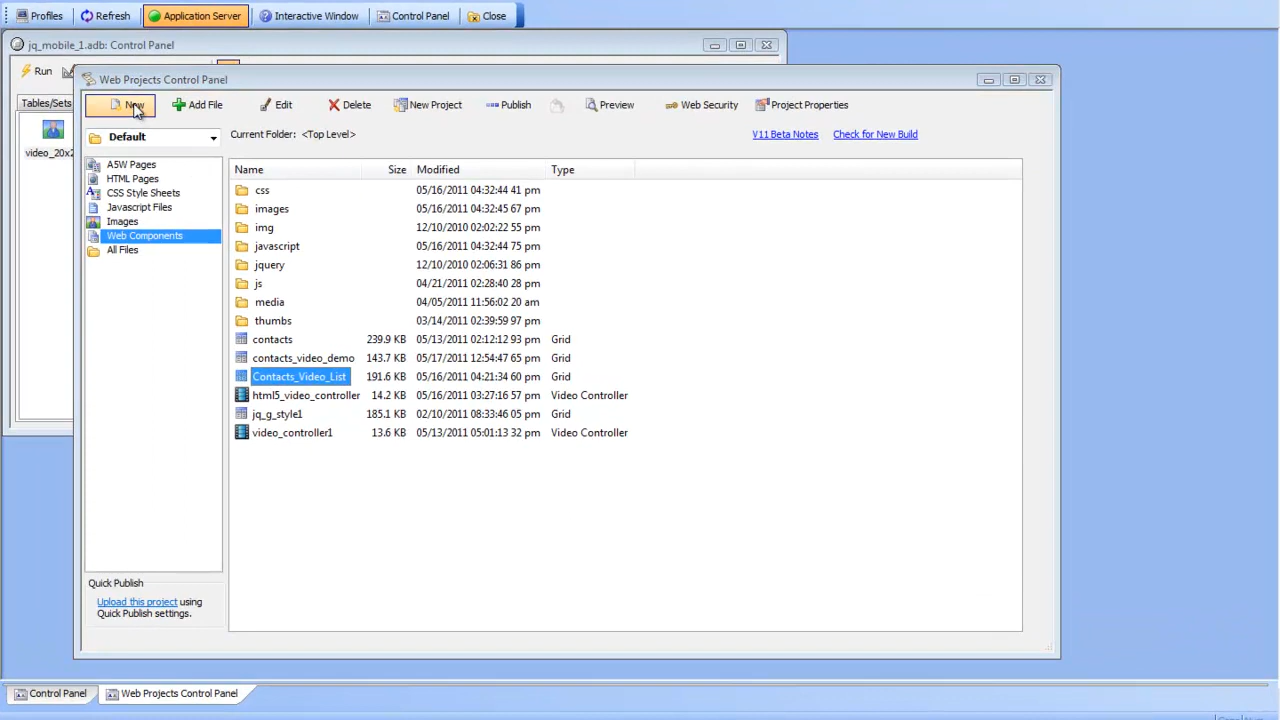 Profiles Refresh Application Server Interactive Window Control Panel Close
jq_mobile_1.adb: Control Panel
Run
Web Projects Control Panel
New Add File Edit Delete New Project Publish Preview Web Security Project Properties
Tables/Sets
Default Current Folder: <Top Level> V11 Beta Notes Check for New Build
video_20x2
A5W Pages
HTML Pages
CSS Style Sheets
Javascript Files
Images
Web Components
All Files
Name Size Modified Type
css 05/16/2011 04:32:44 41 pm
images 05/16/2011 04:32:45 67 pm
img 12/10/2010 02:02:22 55 pm
javascript 05/16/2011 04:32:44 75 pm
jquery 12/10/2010 02:06:31 86 pm
js 04/21/2011 02:28:40 28 pm
media 04/05/2011 11:56:02 20 am
thumbs 03/14/2011 02:39:59 97 pm
contacts 239.9 KB 05/13/2011 02:12:12 93 pm Grid
contacts_video_demo 143.7 KB 05/17/2011 12:54:47 65 pm Grid
Contacts_Video_List 191.6 KB 05/16/2011 04:21:34 60 pm Grid
html5_video_controller 14.2 KB 05/16/2011 03:27:16 57 pm Video Controller
jq_g_style1 185.1 KB 02/10/2011 08:33:46 05 pm Grid
video_controller1 13.6 KB 05/13/2011 05:01:13 32 pm Video Controller
Quick Publish
Upload this project using
Quick Publish settings.
Control Panel Web Projects Control Panel